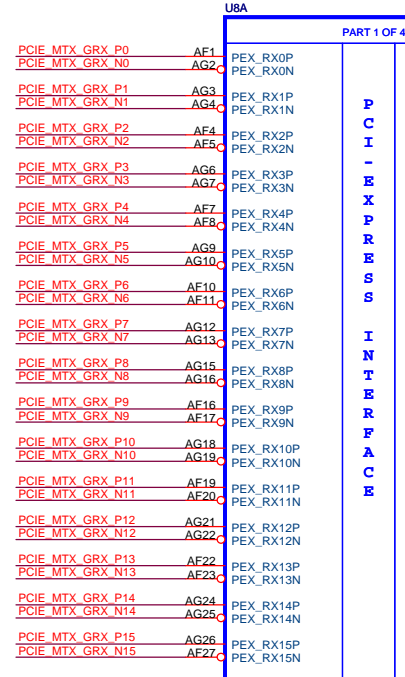 U8A
PART 1 OF 4
PCIE_MTX_GRX_P0 AF1 PEX_RX0P
PCIE_MTX_GRX_N0 AG2 PEX_RX0N
PCIE_MTX_GRX_P1 AG3 PEX_RX1P
PCIE_MTX_GRX_N1 AG4 PEX_RX1N
PCIE_MTX_GRX_P2 AF4 PEX_RX2P
PCIE_MTX_GRX_N2 AF5 PEX_RX2N
PCIE_MTX_GRX_P3 AG6 PEX_RX3P
PCIE_MTX_GRX_N3 AG7 PEX_RX3N
PCIE_MTX_GRX_P4 AF7 PEX_RX4P
PCIE_MTX_GRX_N4 AF8 PEX_RX4N
PCIE_MTX_GRX_P5 AG9 PEX_RX5P
PCIE_MTX_GRX_N5 AG10 PEX_RX5N
PCIE_MTX_GRX_P6 AF10 PEX_RX6P
PCIE_MTX_GRX_N6 AF11 PEX_RX6N
PCIE_MTX_GRX_P7 AG12 PEX_RX7P
PCIE_MTX_GRX_N7 AG13 PEX_RX7N
PCIE_MTX_GRX_P8 AG15 PEX_RX8P
PCIE_MTX_GRX_N8 AG16 PEX_RX8N
PCIE_MTX_GRX_P9 AF16 PEX_RX9P
PCIE_MTX_GRX_N9 AF17 PEX_RX9N
PCIE_MTX_GRX_P10 AG18 PEX_RX10P
PCIE_MTX_GRX_N10 AG19 PEX_RX10N
PCIE_MTX_GRX_P11 AF19 PEX_RX11P
PCIE_MTX_GRX_N11 AF20 PEX_RX11N
PCIE_MTX_GRX_P12 AG21 PEX_RX12P
PCIE_MTX_GRX_N12 AG22 PEX_RX12N
PCIE_MTX_GRX_P13 AF22 PEX_RX13P
PCIE_MTX_GRX_N13 AF23 PEX_RX13N
PCIE_MTX_GRX_P14 AG24 PEX_RX14P
PCIE_MTX_GRX_N14 AG25 PEX_RX14N
PCIE_MTX_GRX_P15 AG26 PEX_RX15P
PCIE_MTX_GRX_N15 AF27 PEX_RX15N
PCI-EXPRESS INTERFACE